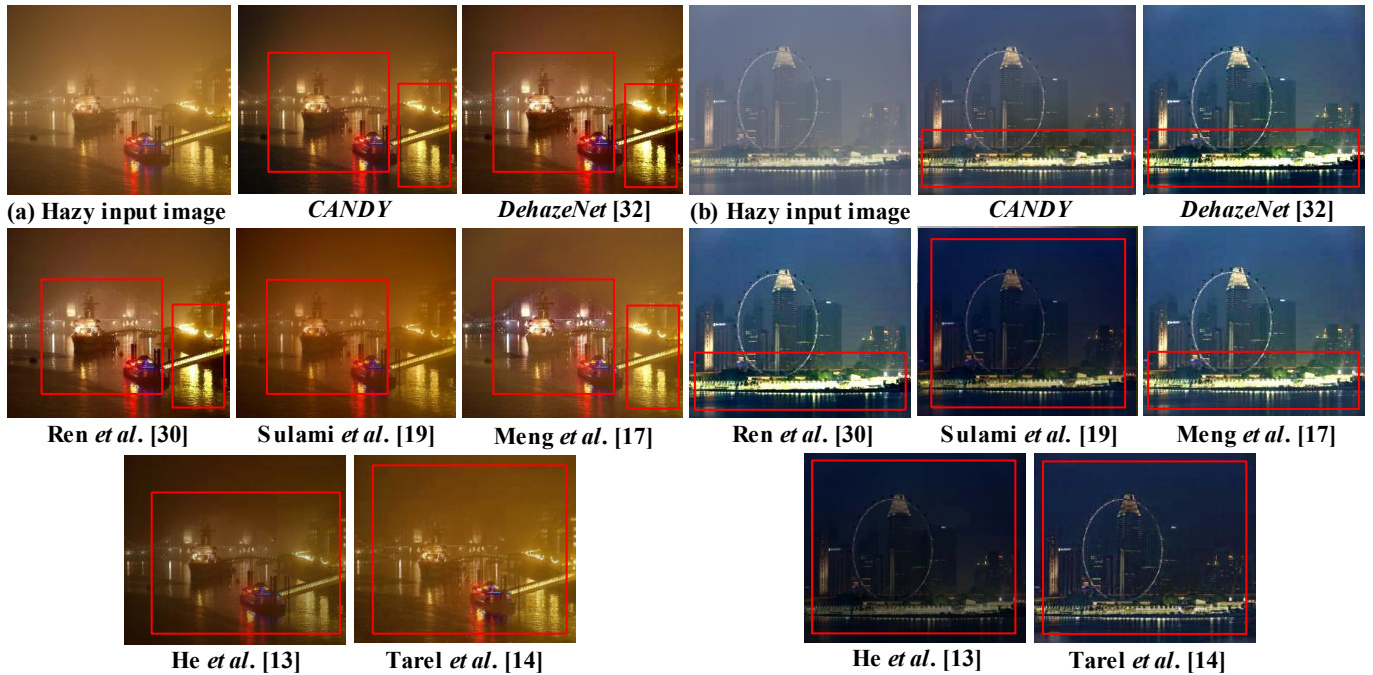 (a) Hazy input image CANDY DehazeNet [32] (b) Hazy input image CANDY DehazeNet [32]
Ren et al. [30] Sulami et al. [19] Meng et al. [17] Ren et al. [30] Sulami et al. [19] Meng et al. [17]
He et al. [13] Tarel et al. [14] He et al. [13] Tarel et al. [14]